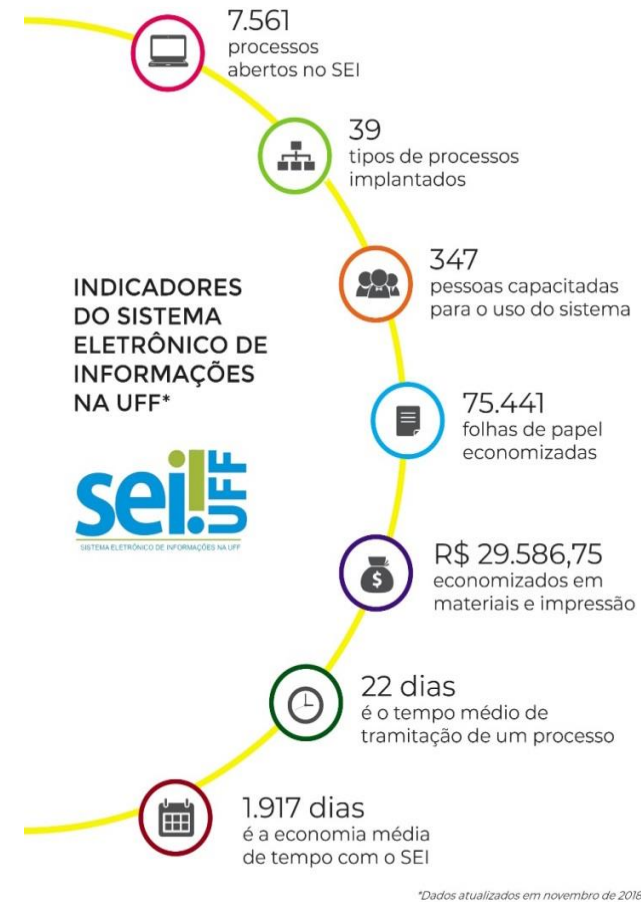 7.561
processos
abertos no SEI
39
tipos de processos
implantados
347
pessoas capacitadas
para o uso do sistema
INDICADORES
DO SISTEMA
ELETRÔNICO DE
INFORMAÇÕES
NA UFF*
sei! UFF
SISTEMA ELETRÔNICO DE INFORMAÇÕES NA UFF
75.441
folhas de papel
economizadas
R$ 29.586,75
economizados em
materiais e impressão
$
22 dias
é o tempo médio de
tramitação de um processo
1.917 dias
é a economia média
de tempo com o SEI
*Dados atualizados em novembro de 2018